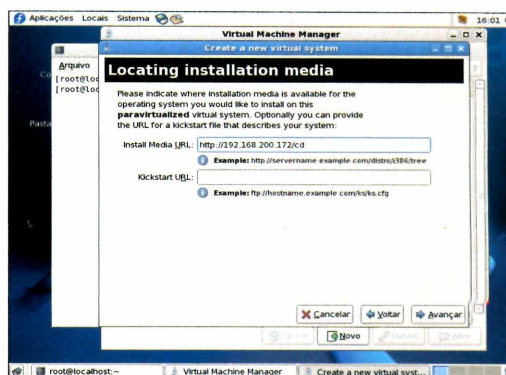 Aplicações Locais Sistema
16:01
Virtual Machine Manager
Create a new virtual system
Arquivo
[root@loc
[root@loc
Pasta
Locating installation media
Please indicate where installation media is available for the
operating system you would like to install on this
paravirtualized virtual system. Optionally you can provide
the URL for a kickstart file that describes your system:
Install Media URL: http://192.168.200.172/cd
Example: http://servername.example.com/distro/i386/tree
Kickstart URL:
Example: ftp://hostname.example.com/ks/ks.cfg
Cancelar Voltar Avançar
Novo
root@localhost:~ Virtual Machine Manager Create a new virtual syst...